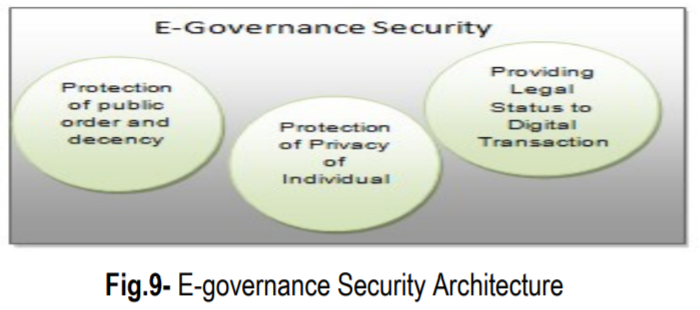 E-Governance Security
Protection
of public
order and
decency
Protection
of Privacy
of
Individual
Providing
Legal
Status to
Digital
Transaction
Fig.9- E-governance Security Architecture